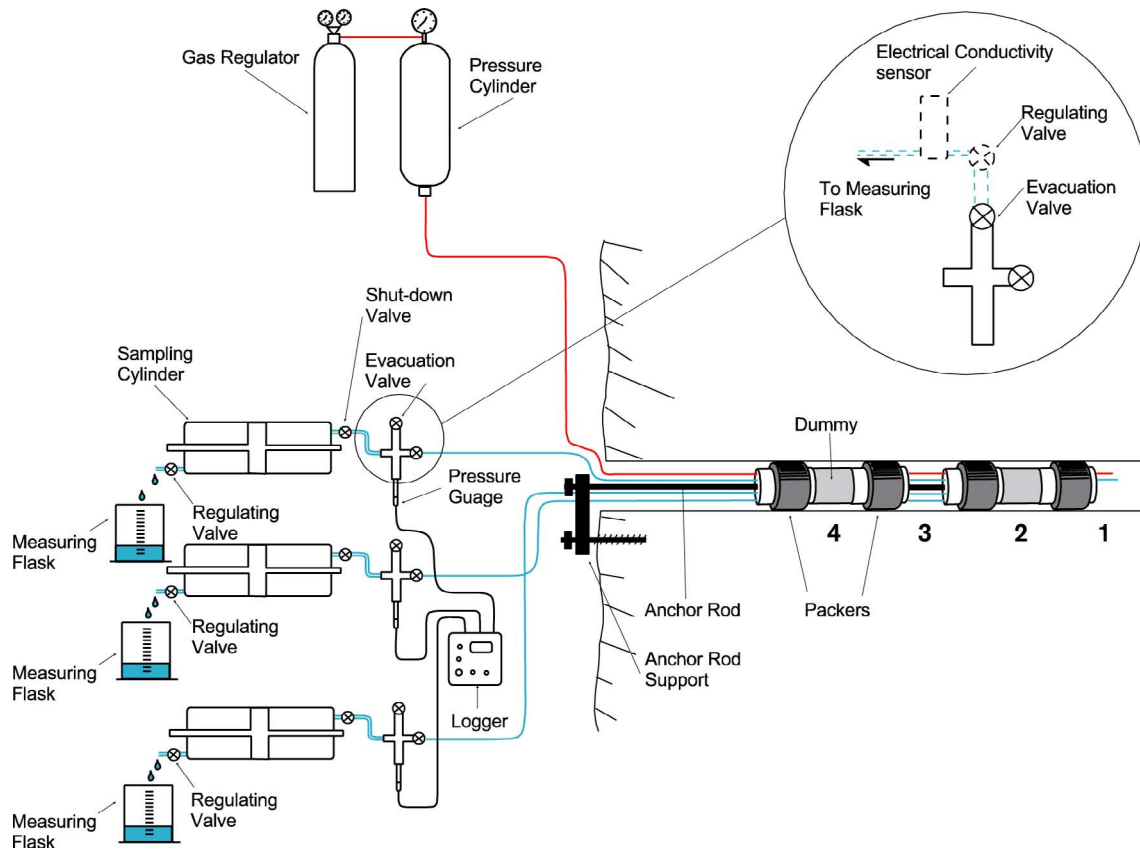 Gas Regulator
Pressure
Cylinder
Electrical Conductivity
sensor
Regulating
Valve
To Measuring
Flask
Evacuation
Valve
Shut-down
Valve
Sampling
Cylinder
Evacuation
Valve
Dummy
Pressure
Guage
Regulating
Valve
Measuring
Flask
4
3
2
1
Anchor Rod
Packers
Regulating
Valve
Anchor Rod
Support
Measuring
Flask
Logger
Regulating
Valve
Measuring
Flask